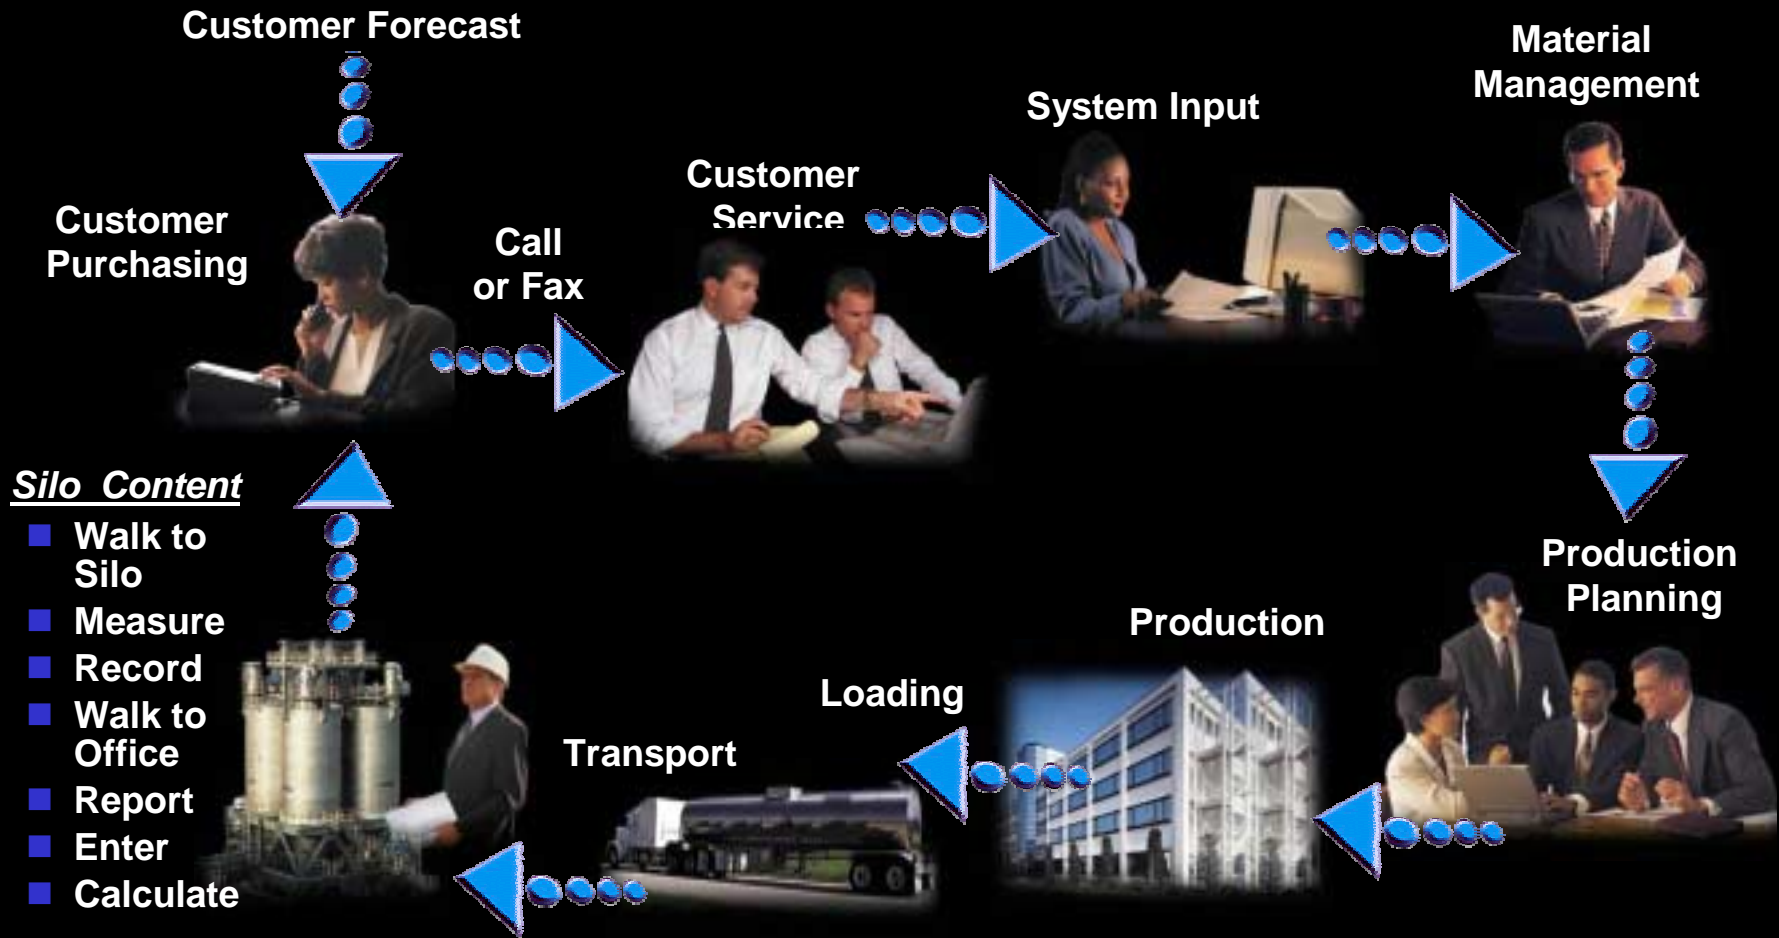 Customer Forecast
Customer
Purchasing
Call
or Fax
Customer
Service
System Input
Material
Management
Production
Planning
Production
Loading
Transport
Silo Content
Walk to
Silo
Measure
Record
Walk to
Office
Report
Enter
Calculate